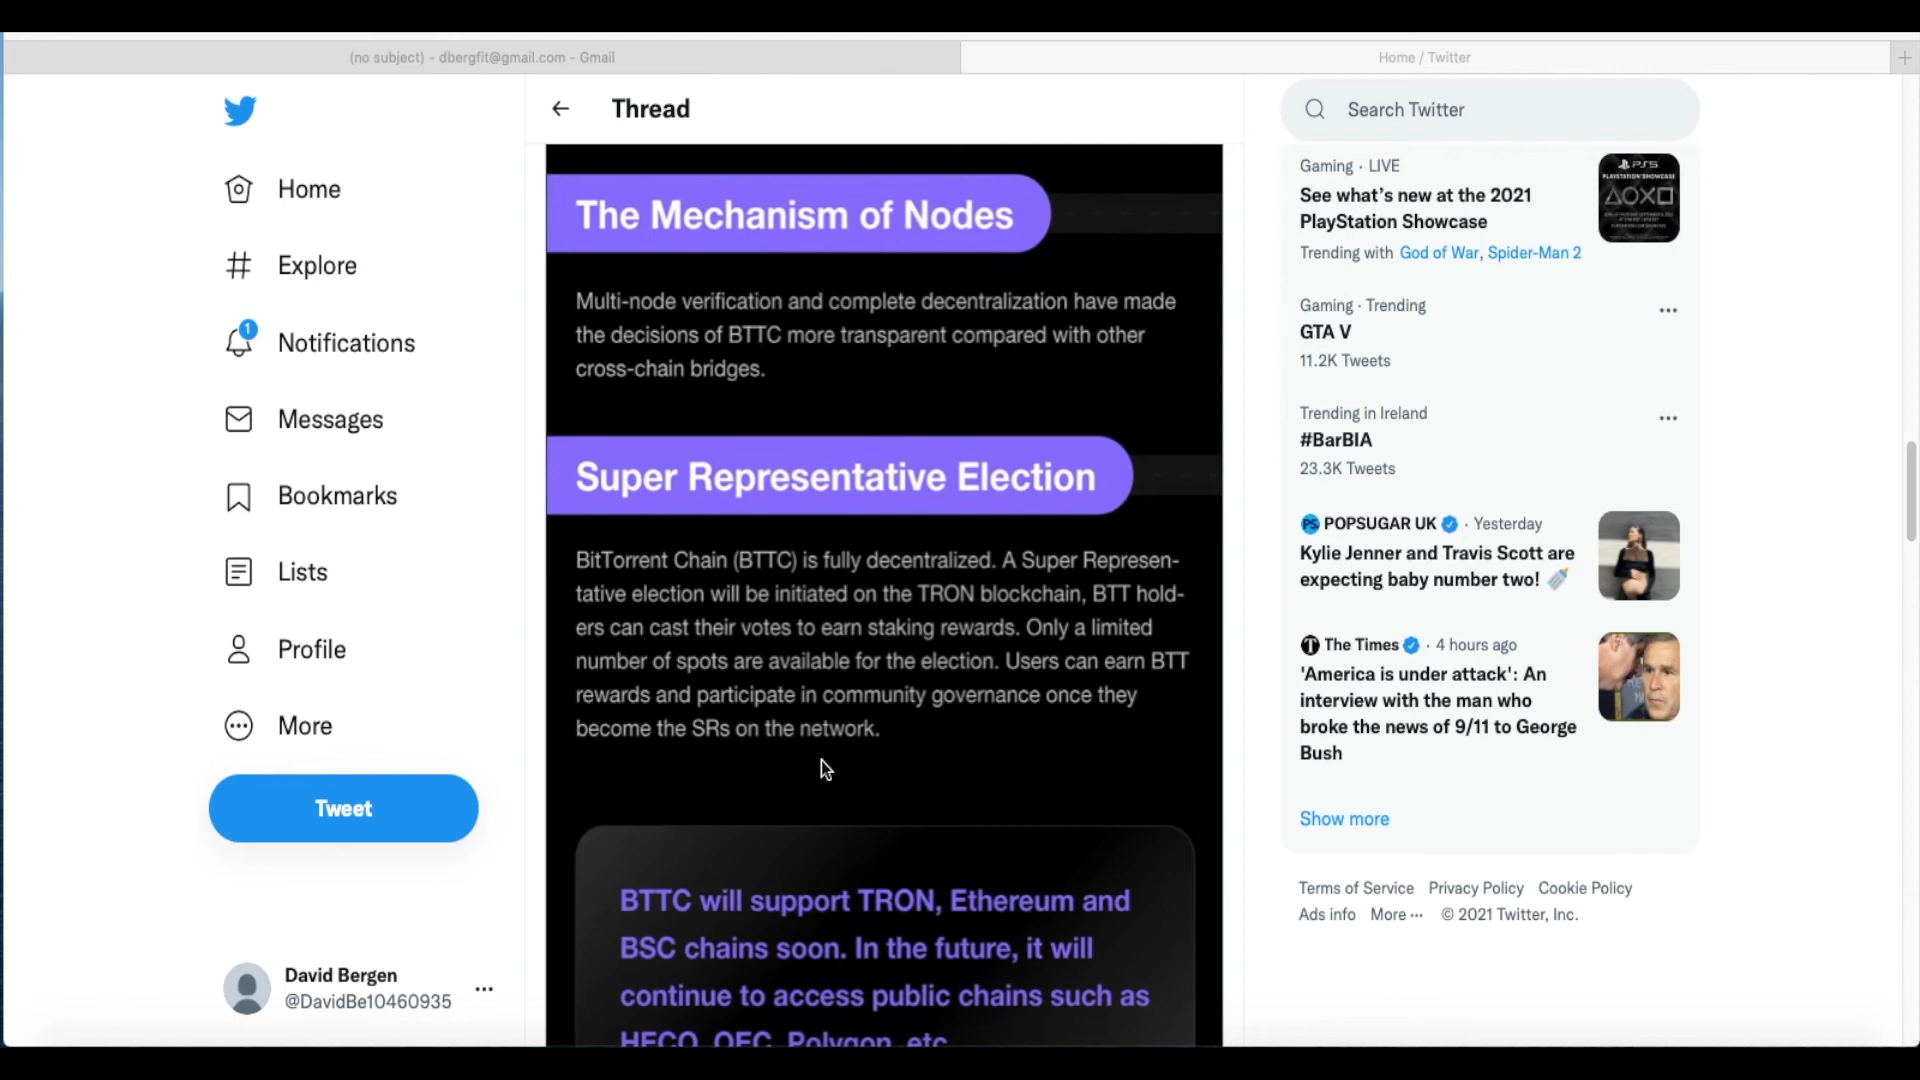 (no subject) - dbergfit@gmail.com - Gmail
Home / Twitter
Home
Explore
1
Notifications
Messages
Bookmarks
Lists
Profile
More
Tweet
David Bergen
@DavidBe10460935
Thread
The Mechanism of Nodes
Multi-node verification and complete decentralization have made
the decisions of BTTC more transparent compared with other
cross-chain bridges.
Super Representative Election
BitTorrent Chain (BTTC) is fully decentralized. A Super Represen-
tative election will be initiated on the TRON blockchain, BTT hold-
ers can cast their votes to earn staking rewards. Only a limited
number of spots are available for the election. Users can earn BTT
rewards and participate in community governance once they
become the SRs on the network.
BTTC will support TRON, Ethereum and
BSC chains soon. In the future, it will
continue to access public chains such as
HECO, OEC, Polygon, etc
Search Twitter
Gaming · LIVE
See what's new at the 2021
PlayStation Showcase
Trending with God of War, Spider-Man 2
PS5
PLAYSTATION SHOWCASE
Gaming · Trending
GTA V
11.2K Tweets
Trending in Ireland
#BarBIA
23.3K Tweets
PS POPSUGAR UK · Yesterday
Kylie Jenner and Travis Scott are
expecting baby number two!
The Times · 4 hours ago
'America is under attack': An
interview with the man who
broke the news of 9/11 to George
Bush
Show more
Terms of Service Privacy Policy Cookie Policy
Ads info More ··· © 2021 Twitter, Inc.